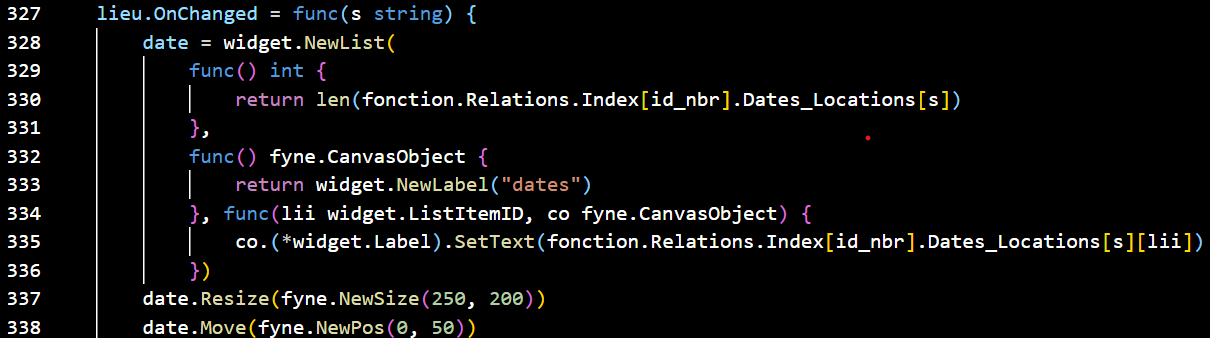 327 lieu.OnChanged = func(s string) {
328 date = widget.NewList(
329 func() int {
330 return len(fonction.Relations.Index[id_nbr].Dates_Locations[s])
331 },
332 func() fyne.CanvasObject {
333 return widget.NewLabel("dates")
334 }, func(lii widget.ListItemID, co fyne.CanvasObject) {
335 co.(*widget.Label).SetText(fonction.Relations.Index[id_nbr].Dates_Locations[s][lii])
336 })
337 date.Resize(fyne.NewSize(250, 200))
338 date.Move(fyne.NewPos(0, 50))